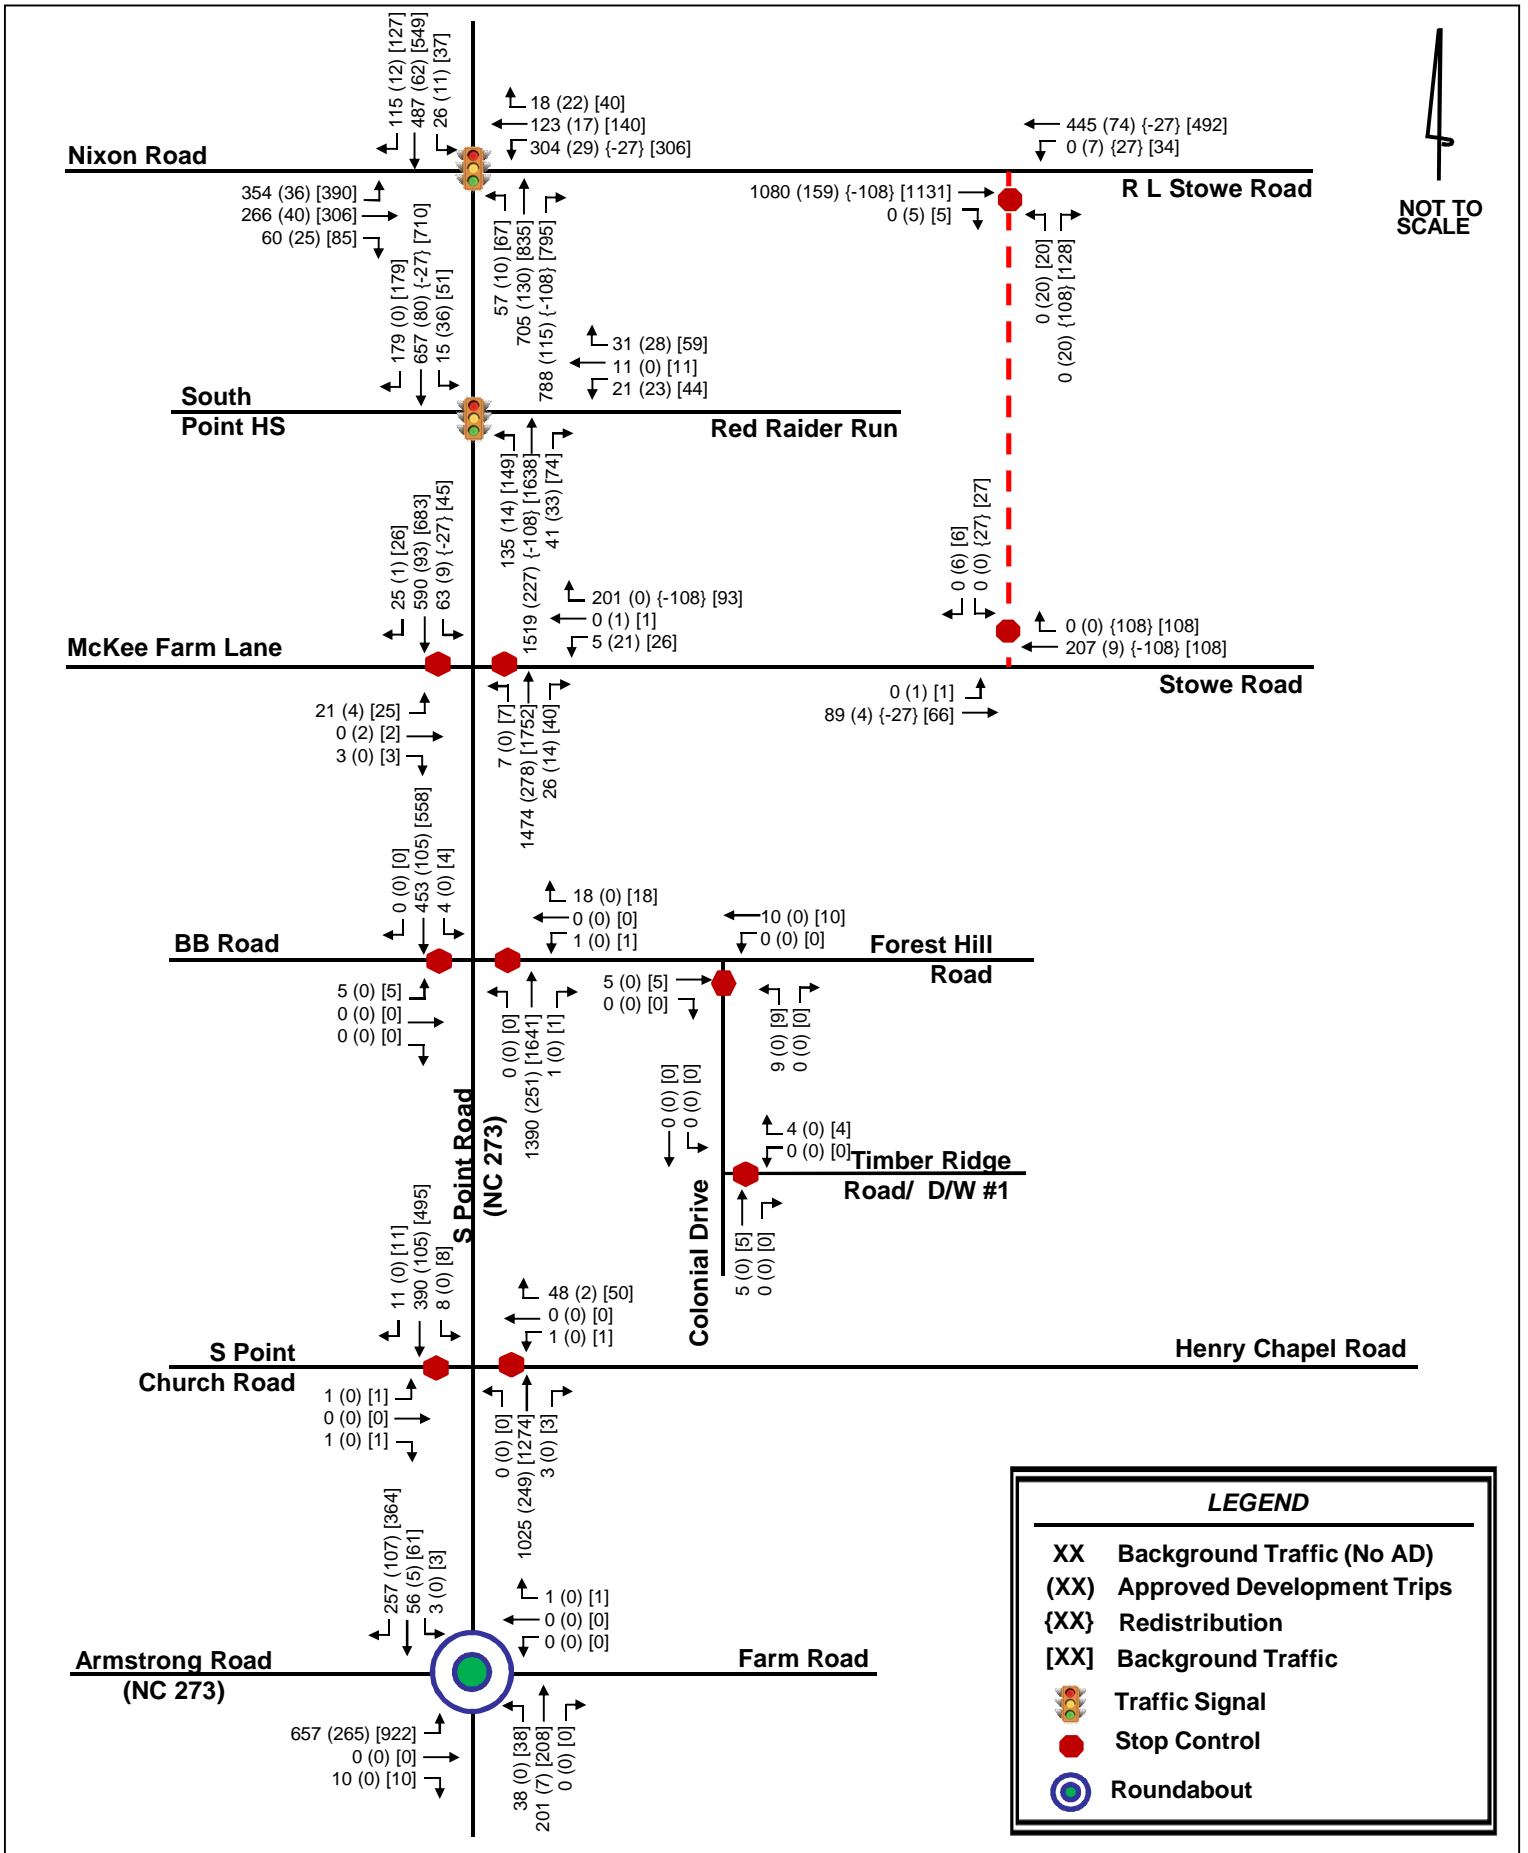 115 (12) [127]
487 (62) [549]
26 (11) [37]
18 (22) [40]
123 (17) [140]
304 (29) {-27} [306]
445 (74) {-27} [492]
0 (7) {27} [34]
Nixon Road
R L Stowe Road
NOT TO
SCALE
354 (36) [390]
266 (40) [306]
60 (25) [85]
1080 (159) {-108} [1131]
0 (5) [5]
57 (10) [67]
705 (130) [835]
788 (115) {-108} [795]
0 (20) [20]
0 (20) {108} [128]
179 (0) [179]
657 (80) {-27} [710]
15 (36) [51]
31 (28) [59]
11 (0) [11]
21 (23) [44]
South
Point HS
Red Raider Run
135 (14) [149]
1519 (227) {-108} [1638]
41 (33) [74]
25 (1) [26]
590 (93) [683]
63 (9) {-27} [45]
0 (6) [6]
0 (0) {27} [27]
201 (0) {-108} [93]
0 (1) [1]
5 (21) [26]
0 (0) {108} [108]
207 (9) {-108} [108]
McKee Farm Lane
Stowe Road
21 (4) [25]
0 (2) [2]
3 (0) [3]
7 (0) [7]
1474 (278) [1752]
26 (14) [40]
0 (1) [1]
89 (4) {-27} [66]
0 (0) [0]
453 (105) [558]
4 (0) [4]
18 (0) [18]
0 (0) [0]
1 (0) [1]
10 (0) [10]
0 (0) [0]
BB Road
Forest Hill
Road
5 (0) [5]
0 (0) [0]
0 (0) [0]
0 (0) [0]
1390 (251) [1641]
1 (0) [1]
5 (0) [5]
0 (0) [0]
9 (0) [9]
0 (0) [0]
0 (0) [0]
0 (0) [0]
S Point Road
(NC 273)
4 (0) [4]
0 (0) [0]
Timber Ridge
Road/ D/W #1
Colonial Drive
5 (0) [5]
0 (0) [0]
11 (0) [11]
390 (105) [495]
8 (0) [8]
48 (2) [50]
0 (0) [0]
1 (0) [1]
S Point
Church Road
Henry Chapel Road
1 (0) [1]
0 (0) [0]
1 (0) [1]
0 (0) [0]
1025 (249) [1274]
3 (0) [3]
257 (107) [364]
56 (5) [61]
3 (0) [3]
1 (0) [1]
0 (0) [0]
0 (0) [0]
Armstrong Road
(NC 273)
Farm Road
657 (265) [922]
0 (0) [0]
10 (0) [10]
38 (0) [38]
201 (7) [208]
0 (0) [0]
LEGEND
XX Background Traffic (No AD)
(XX) Approved Development Trips
{XX} Redistribution
[XX] Background Traffic
Traffic Signal
Stop Control
Roundabout